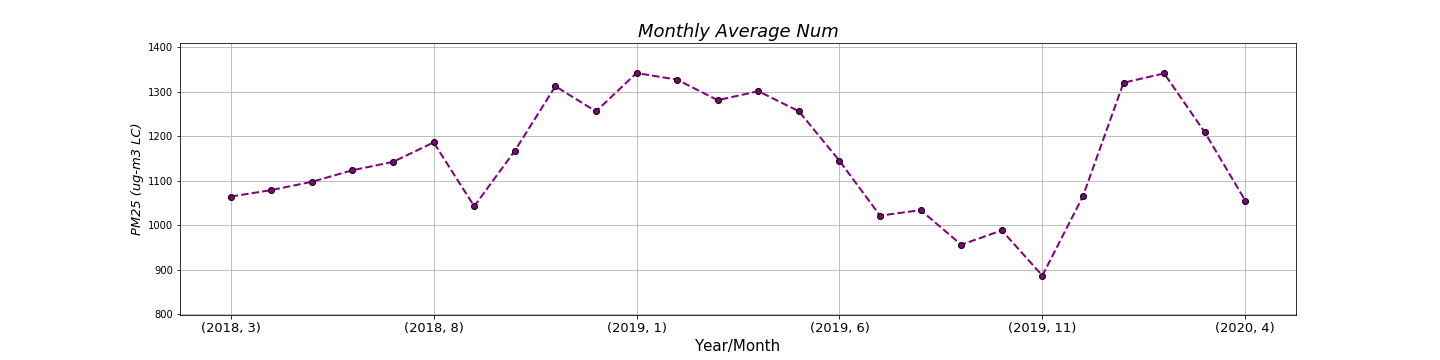 Monthly Average Num
1400
1300
1200
1100
1000
900
800
PM25 (ug-m3 LC)
(2018, 3) (2018, 8) (2019, 1) (2019, 6) (2019, 11) (2020, 4)
Year/Month